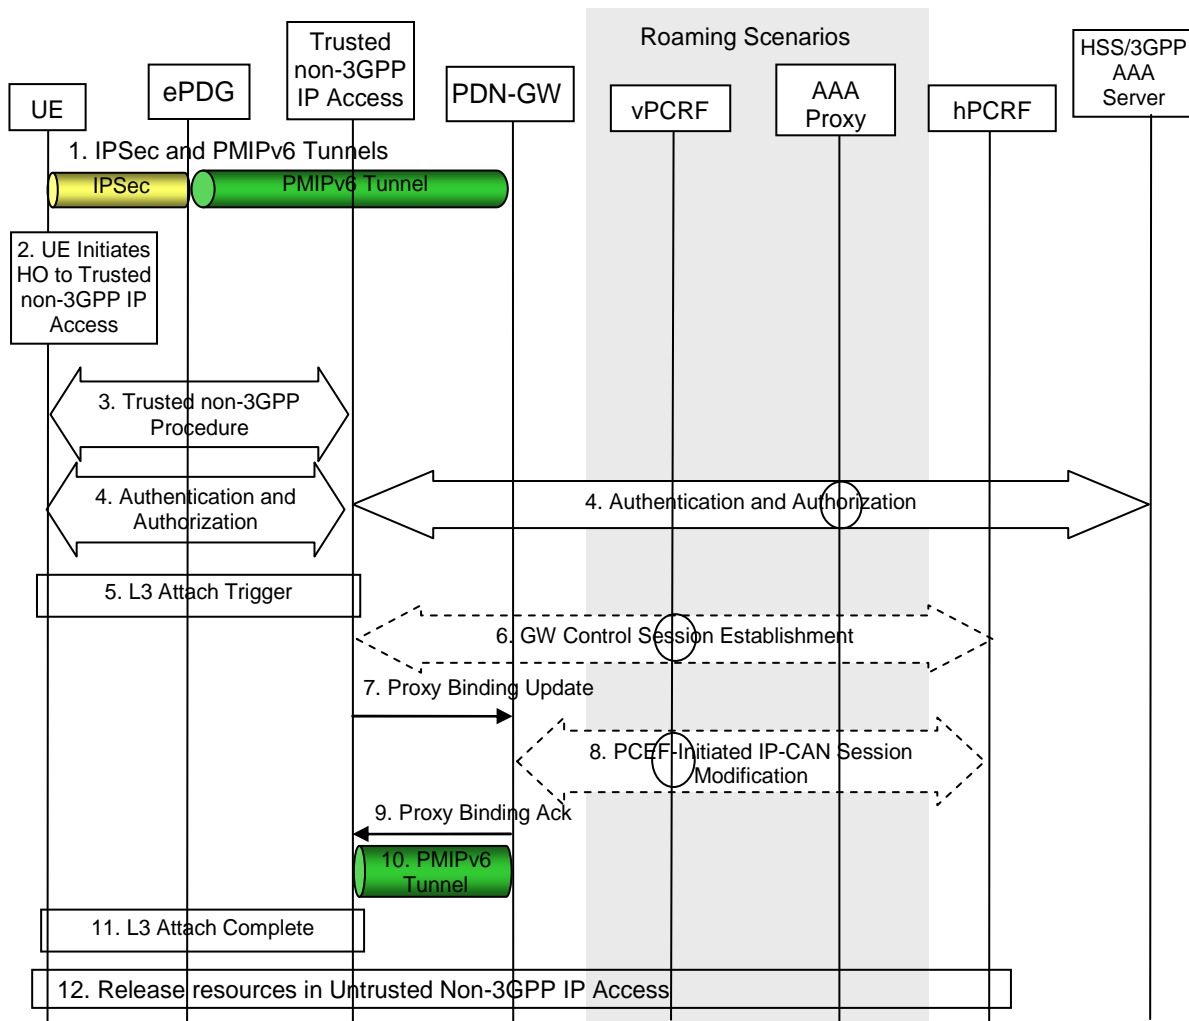 Roaming Scenarios
UE
ePDG
Trusted
non-3GPP
IP Access
PDN-GW
vPCRF
AAA
Proxy
hPCRF
HSS/3GPP
AAA
Server
1. IPSec and PMIPv6 Tunnels
IPSec
PMIPv6 Tunnel
2. UE Initiates
HO to Trusted
non-3GPP IP
Access
3. Trusted non-3GPP
Procedure
4. Authentication and
Authorization
4. Authentication and Authorization
5. L3 Attach Trigger
6. GW Control Session Establishment
7. Proxy Binding Update
8. PCEF-Initiated IP-CAN Session
Modification
9. Proxy Binding Ack
10. PMIPv6
Tunnel
11. L3 Attach Complete
12. Release resources in Untrusted Non-3GPP IP Access